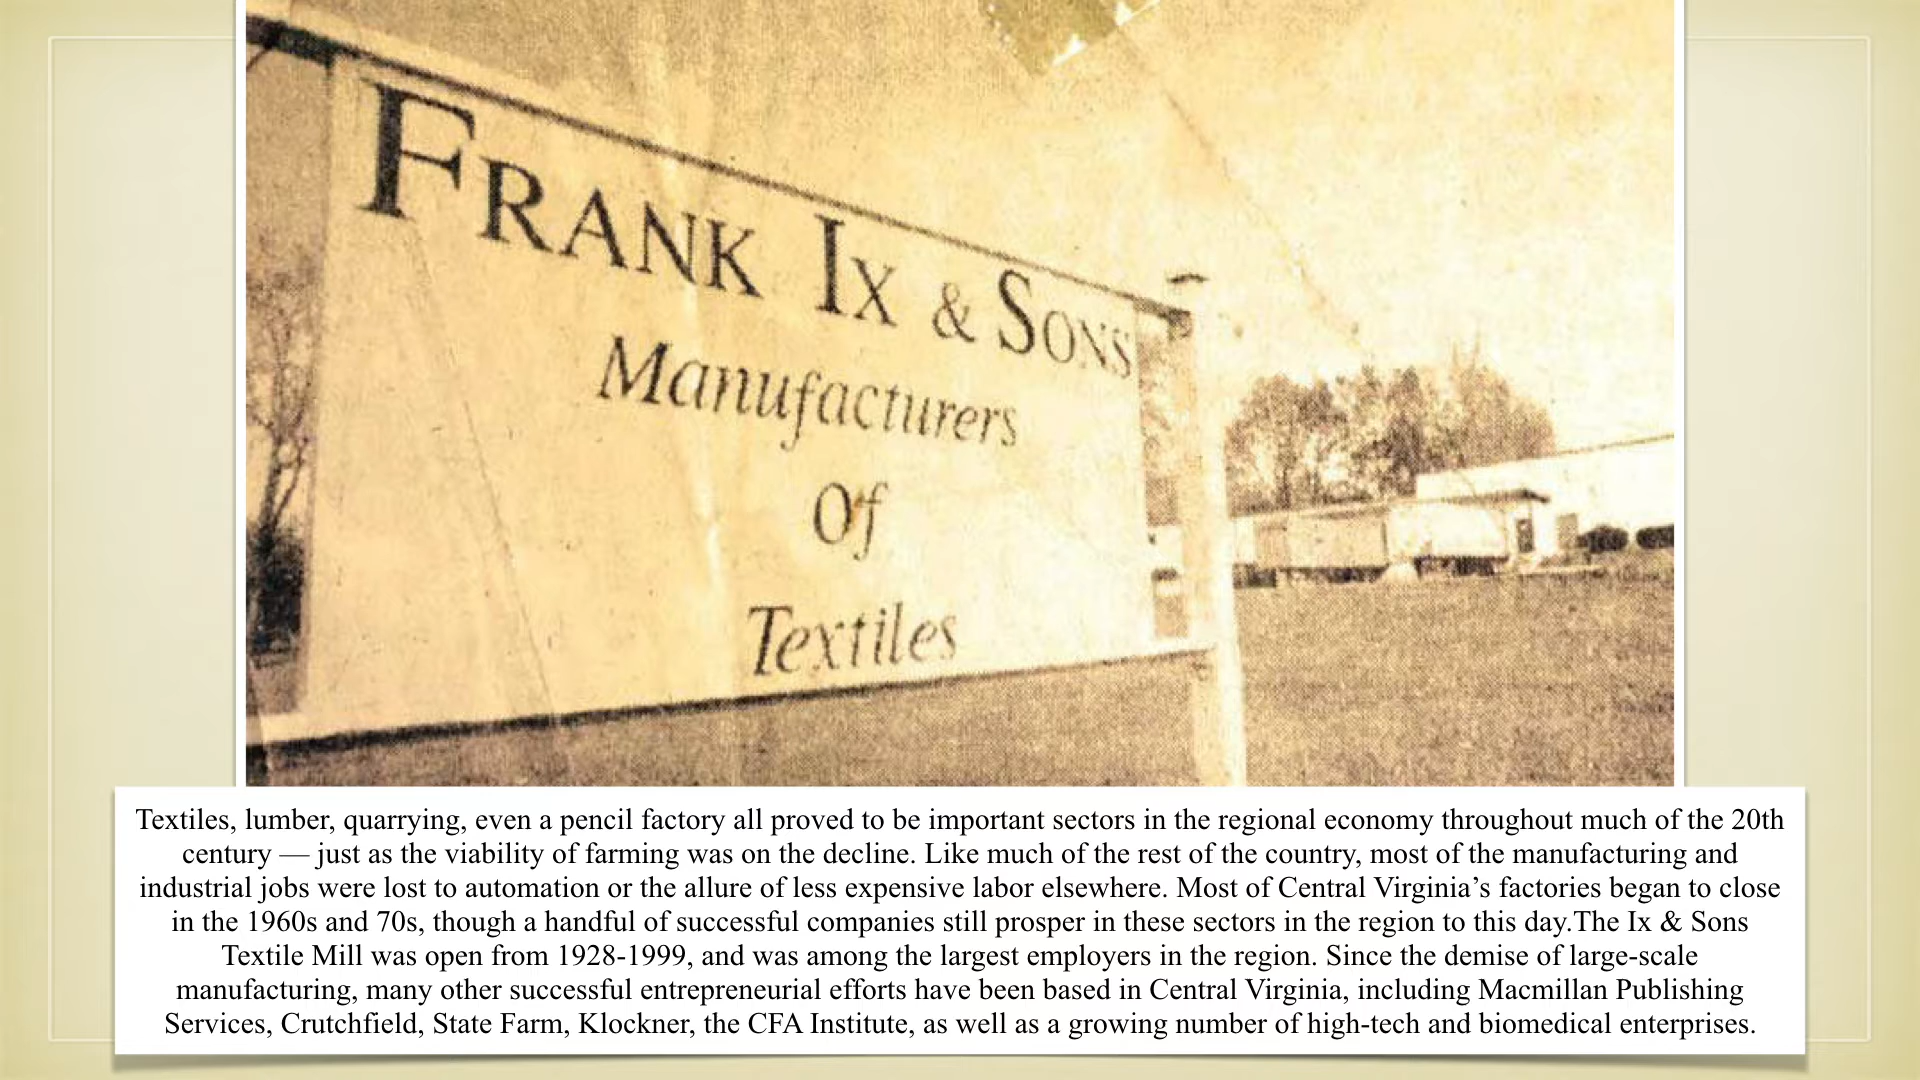 FRANK IX & SONS
Manufacturers
Of
Textiles
Textiles, lumber, quarrying, even a pencil factory all proved to be important sectors in the regional economy throughout much of the 20th
century — just as the viability of farming was on the decline. Like much of the rest of the country, most of the manufacturing and
industrial jobs were lost to automation or the allure of less expensive labor elsewhere. Most of Central Virginia’s factories began to close
in the 1960s and 70s, though a handful of successful companies still prosper in these sectors in the region to this day.The Ix & Sons
Textile Mill was open from 1928-1999, and was among the largest employers in the region. Since the demise of large-scale
manufacturing, many other successful entrepreneurial efforts have been based in Central Virginia, including Macmillan Publishing
Services, Crutchfield, State Farm, Klockner, the CFA Institute, as well as a growing number of high-tech and biomedical enterprises.